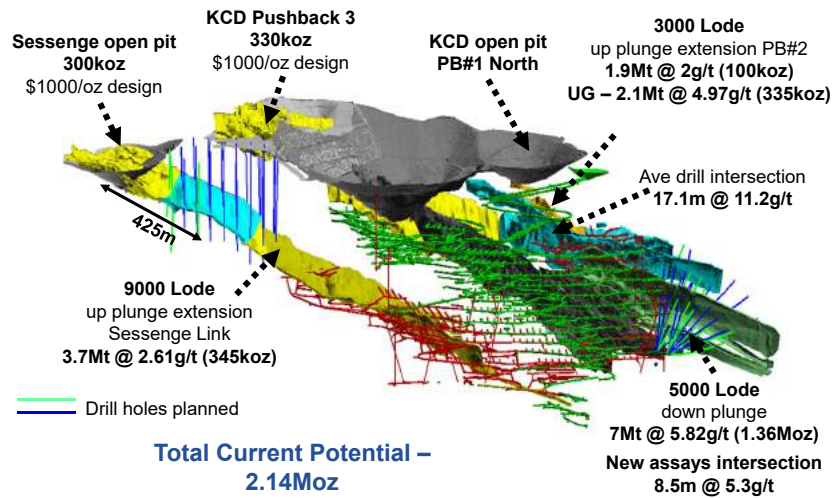 Sessenge open pit
300koz
$1000/oz design
KCD Pushback 3
330koz
$1000/oz design
KCD open pit
PB#1 North
3000 Lode
up plunge extension PB#2
1.9Mt @ 2g/t (100koz)
UG – 2.1Mt @ 4.97g/t (335koz)
Ave drill intersection
17.1m @ 11.2g/t
425m
9000 Lode
up plunge extension
Sessenge Link
3.7Mt @ 2.61g/t (345koz)
Drill holes planned
5000 Lode
down plunge
7Mt @ 5.82g/t (1.36Moz)
New assays intersection
8.5m @ 5.3g/t
Total Current Potential –
2.14Moz